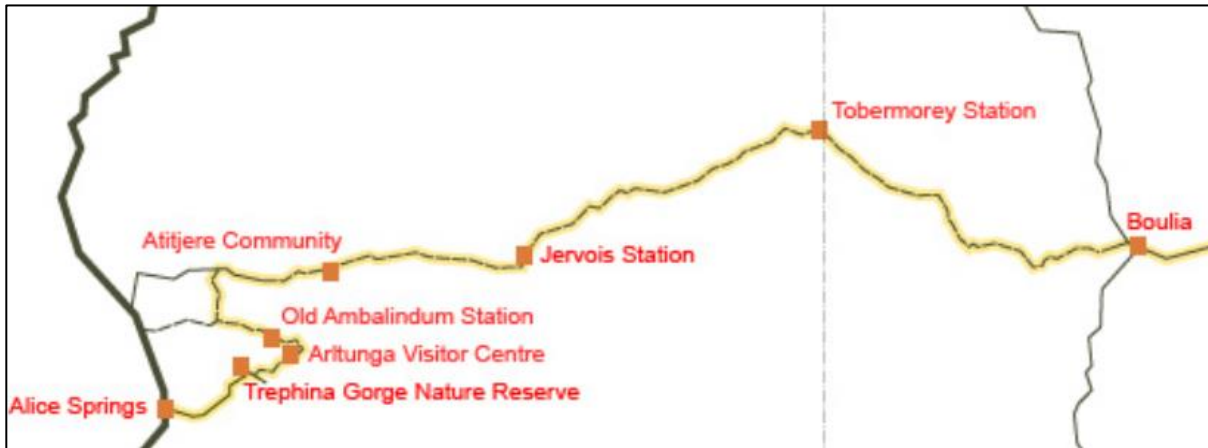 Tobermorey Station
Boulia
Atitjere Community
Jervois Station
Old Ambalindum Station
Arltunga Visitor Centre
Trephina Gorge Nature Reserve
Alice Springs